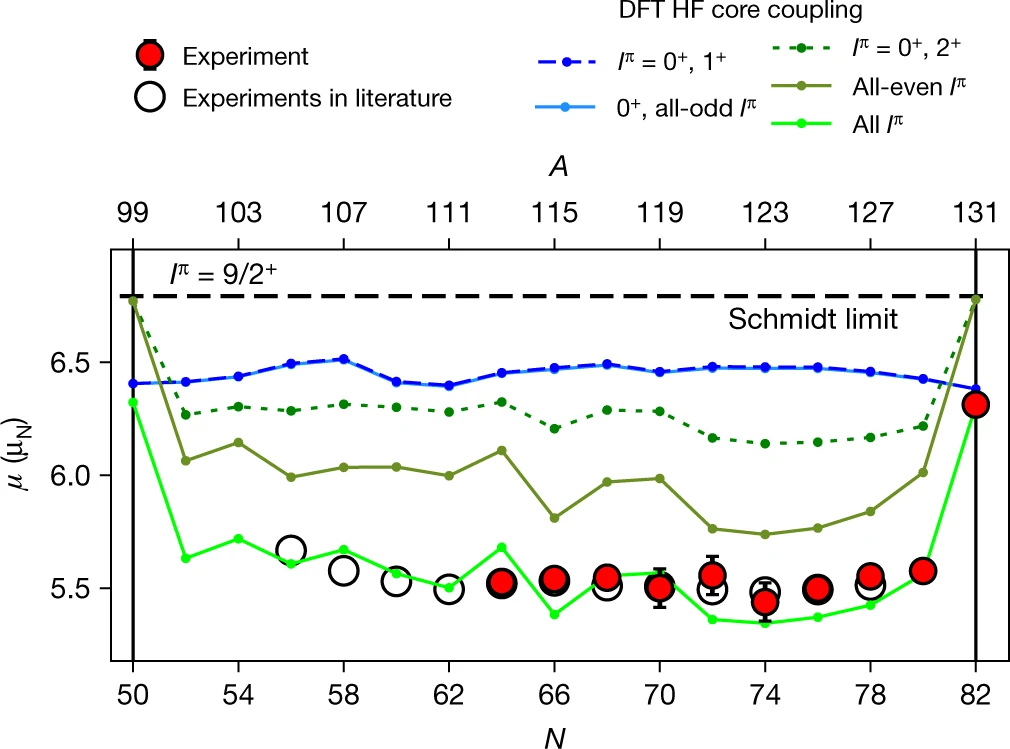 DFT HF core coupling
Experiment
Experiments in literature
Iπ = 0+, 1+
0+, all-odd Iπ
Iπ = 0+, 2+
All-even Iπ
All Iπ
A
99 103 107 111 115 119 123 127 131
Iπ = 9/2+
Schmidt limit
6.5
6.0
5.5
μ (μN)
50 54 58 62 66 70 74 78 82
N